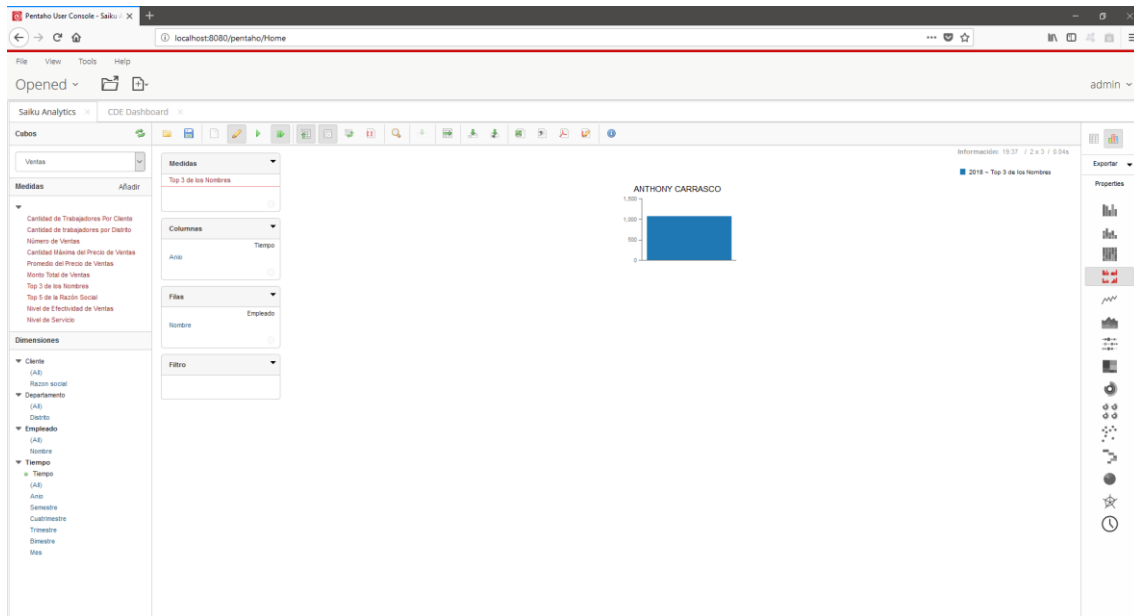 Pentaho User Console - Saiku
localhost:8080/pentaho/Home
File View Tools Help
Opened
admin
Saiku Analytics
CDE Dashboard
Cubos
Ventas
Medidas Añadir
Cantidad de Trabajadores Por Cliente
Cantidad de trabajadores por Distrito
Número de Ventas
Cantidad Máxima del Precio de Ventas
Promedio del Precio de Ventas
Monto Total de Ventas
Top 3 de los Nombres
Top 5 de la Razón Social
Nivel de Efectividad de Ventas
Nivel de Servicio
Dimensiones
Cliente
(All)
Razon social
Departamento
(All)
Distrito
Empleado
(All)
Nombre
Tiempo
Tiempo
(All)
Anio
Semestre
Cuatrimestre
Trimestre
Bimestre
Mes
Medidas
Top 3 de los Nombres
Columnas
Tiempo
Anio
Filas
Empleado
Nombre
Filtro
Información: 19:37 / 2 x 3 / 0.04s
2018 ~ Top 3 de los Nombres
ANTHONY CARRASCO
1,500
1,000
500
0
Exportar
Properties